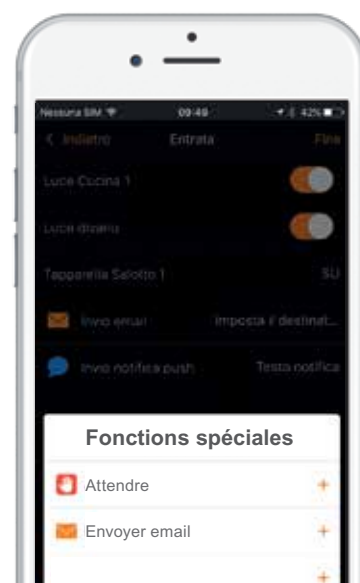 Nessuna SIM 09:49 42%
Indietro Entrata Fine
Luce Cucina 1
Luce divano
Tapparella Salotto 1 SU
Invio email Imposta il destinat...
Invio notifica push Testo notifica
Fonctions spéciales
Attendre +
Envoyer email +
+